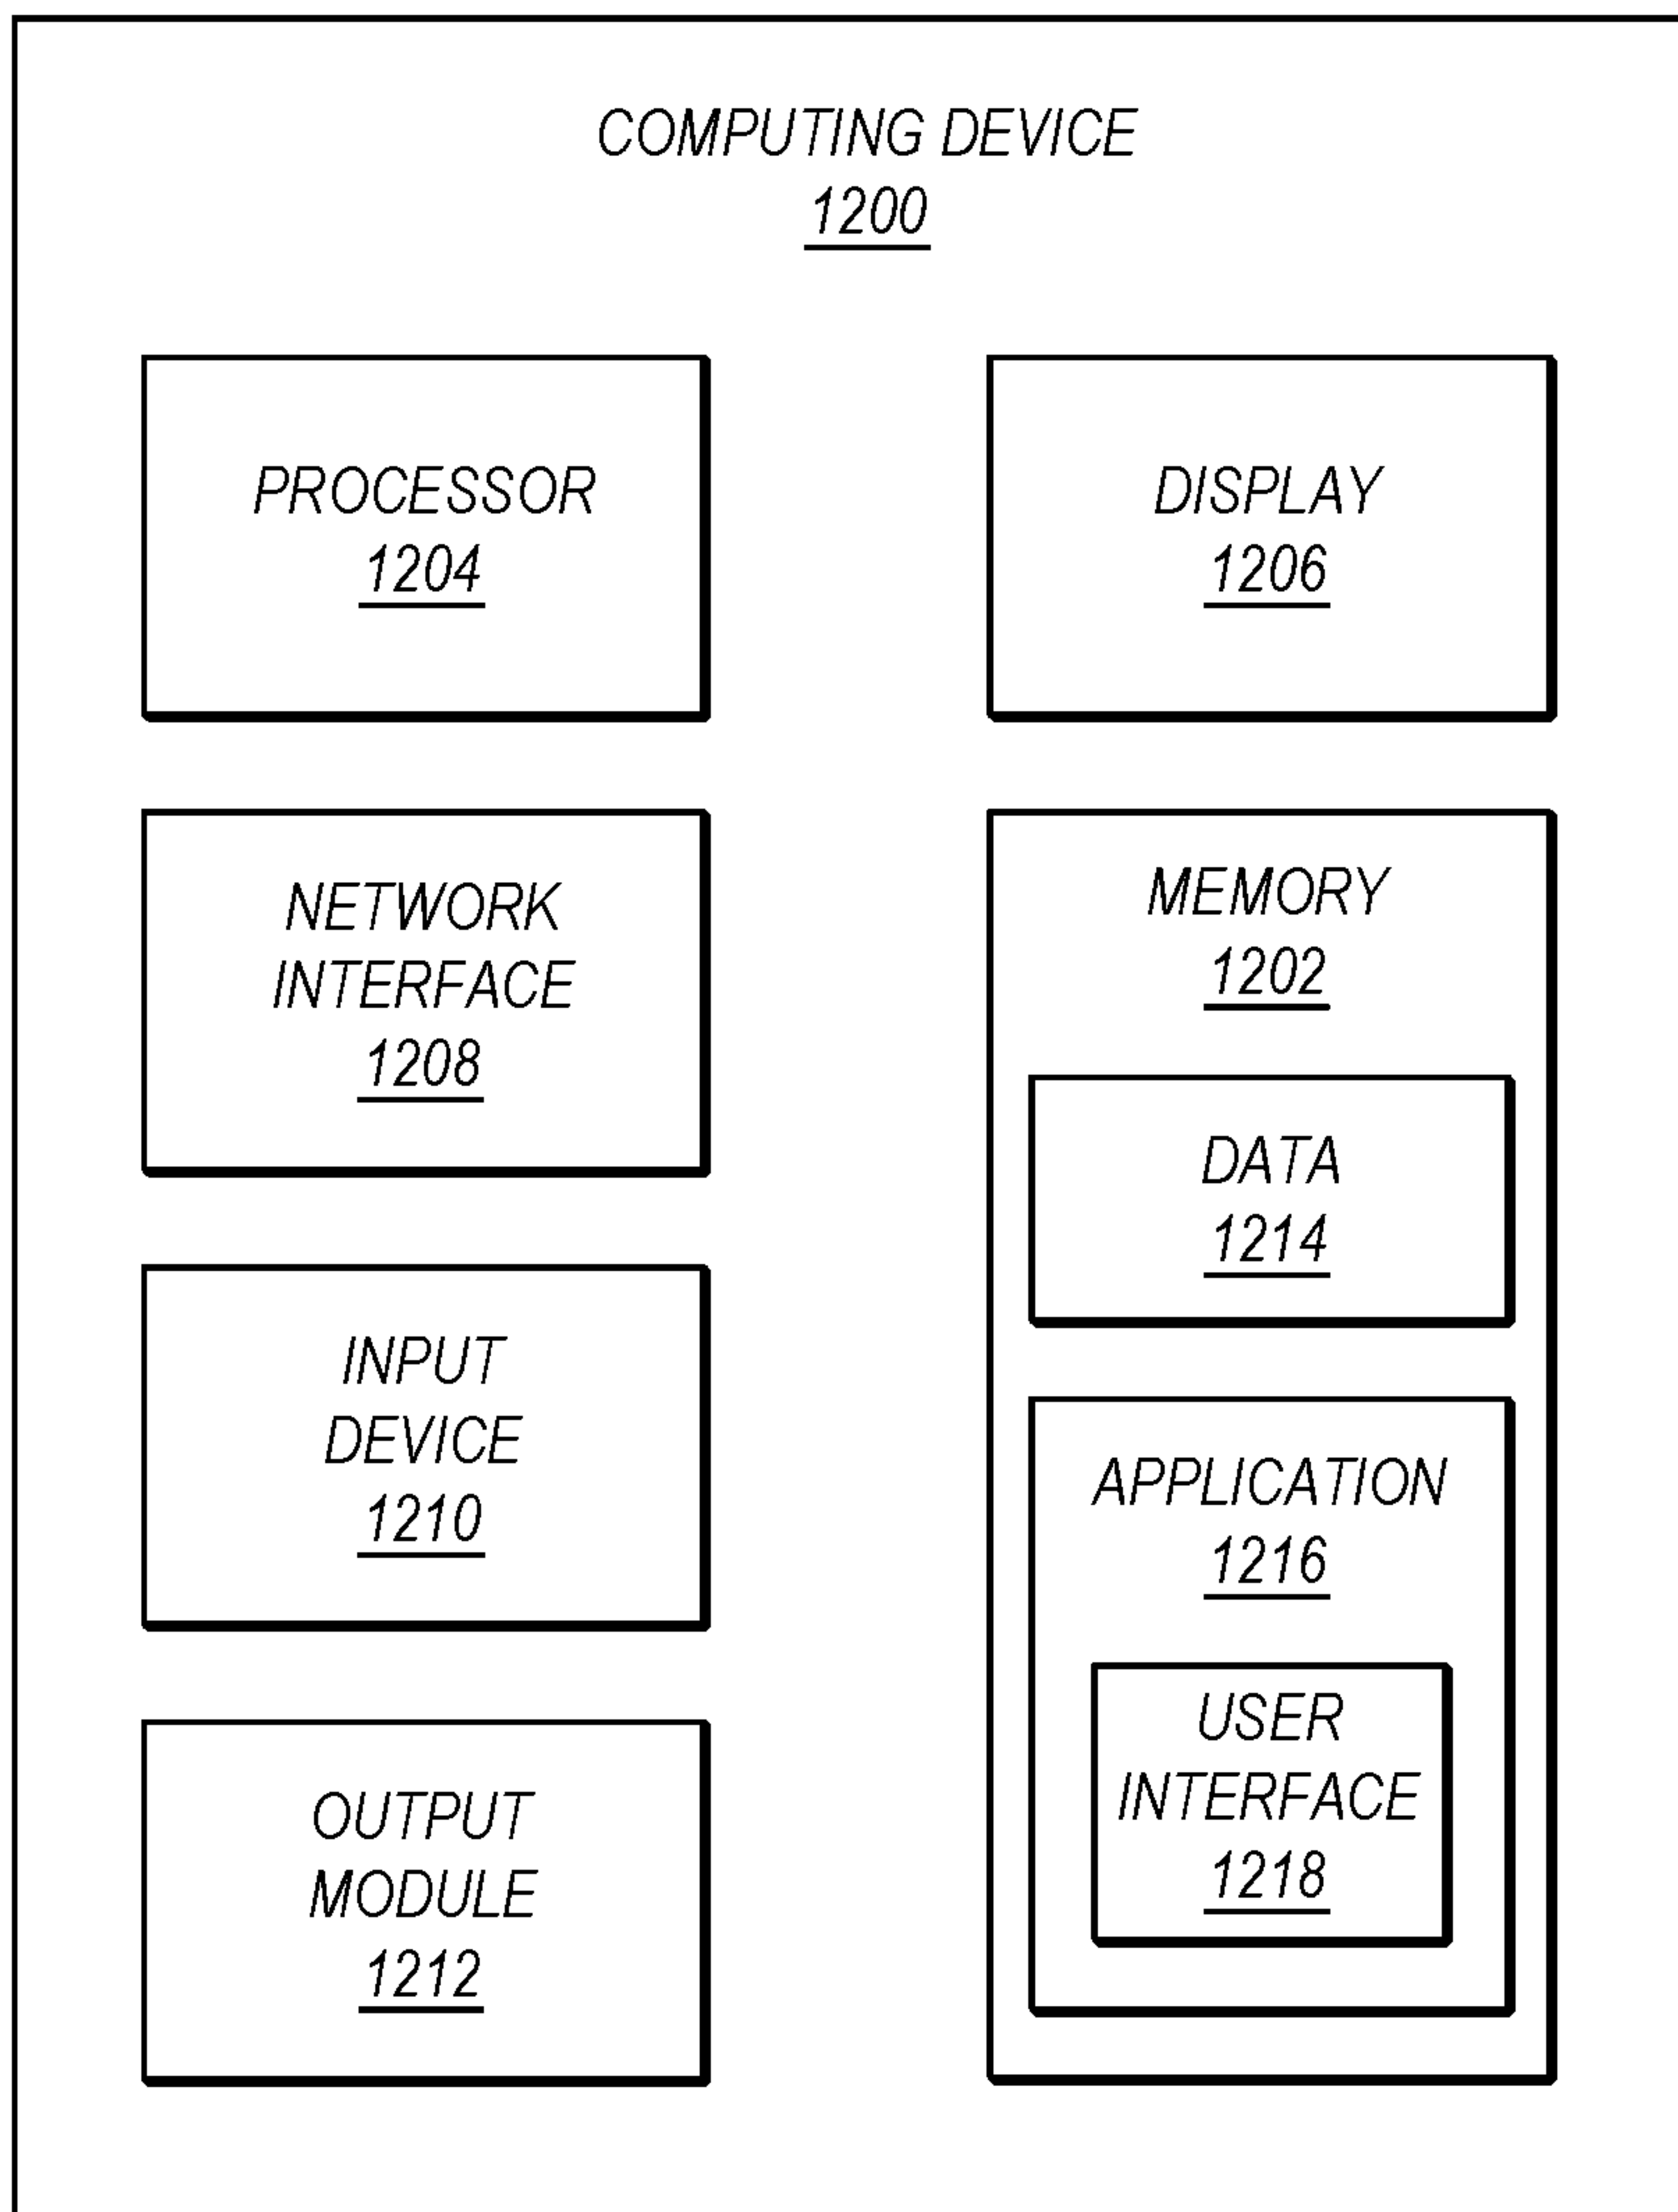 COMPUTING DEVICE
1200
PROCESSOR
1204
DISPLAY
1206
NETWORK
INTERFACE
1208
MEMORY
1202
DATA
1214
INPUT
DEVICE
1210
APPLICATION
1216
USER
INTERFACE
1218
OUTPUT
MODULE
1212